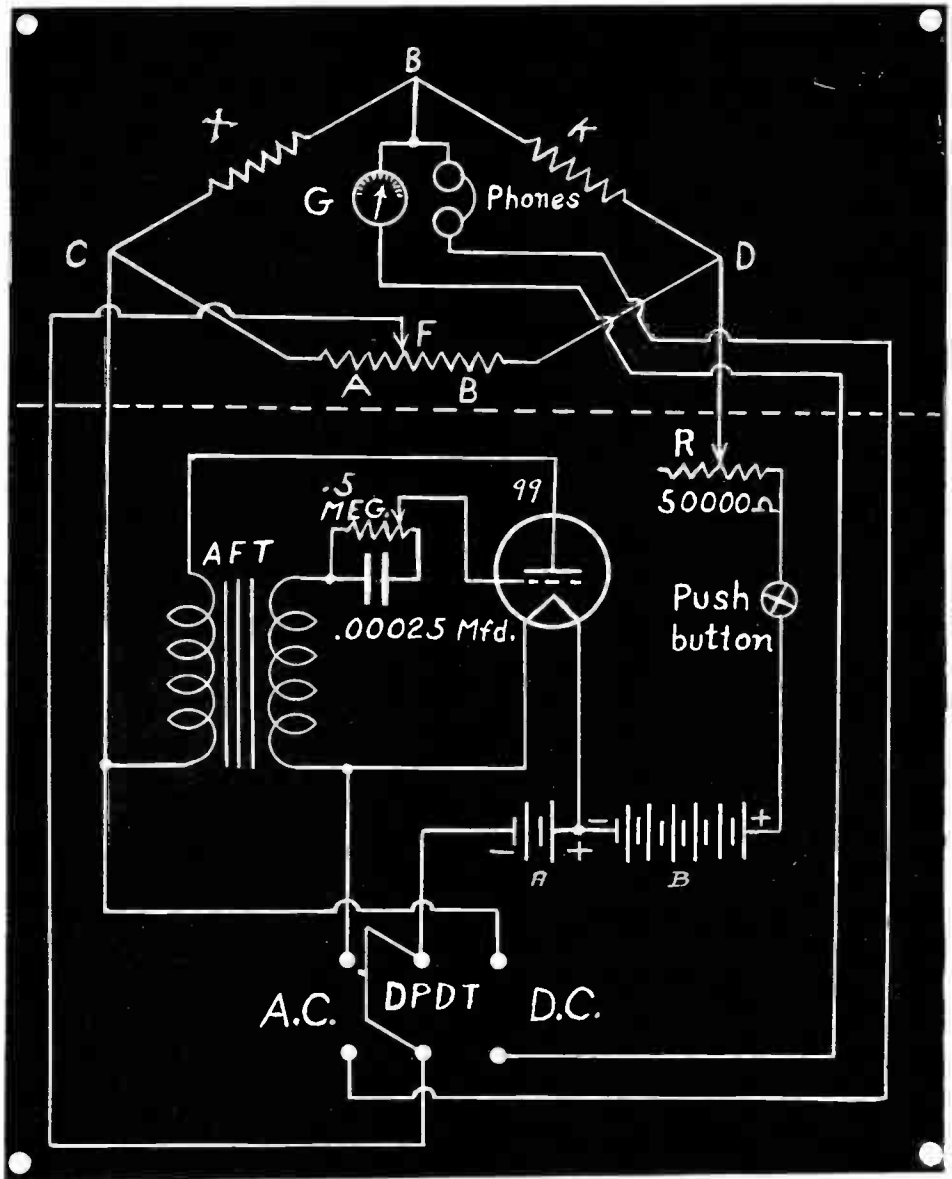 B
X K
G Phones
C D
F
A B
R
50000Ω
.5
MEG.
99
AFT
.00025 Mfd.
Push
button
- + - +
A B
DPDT
A.C. D.C.